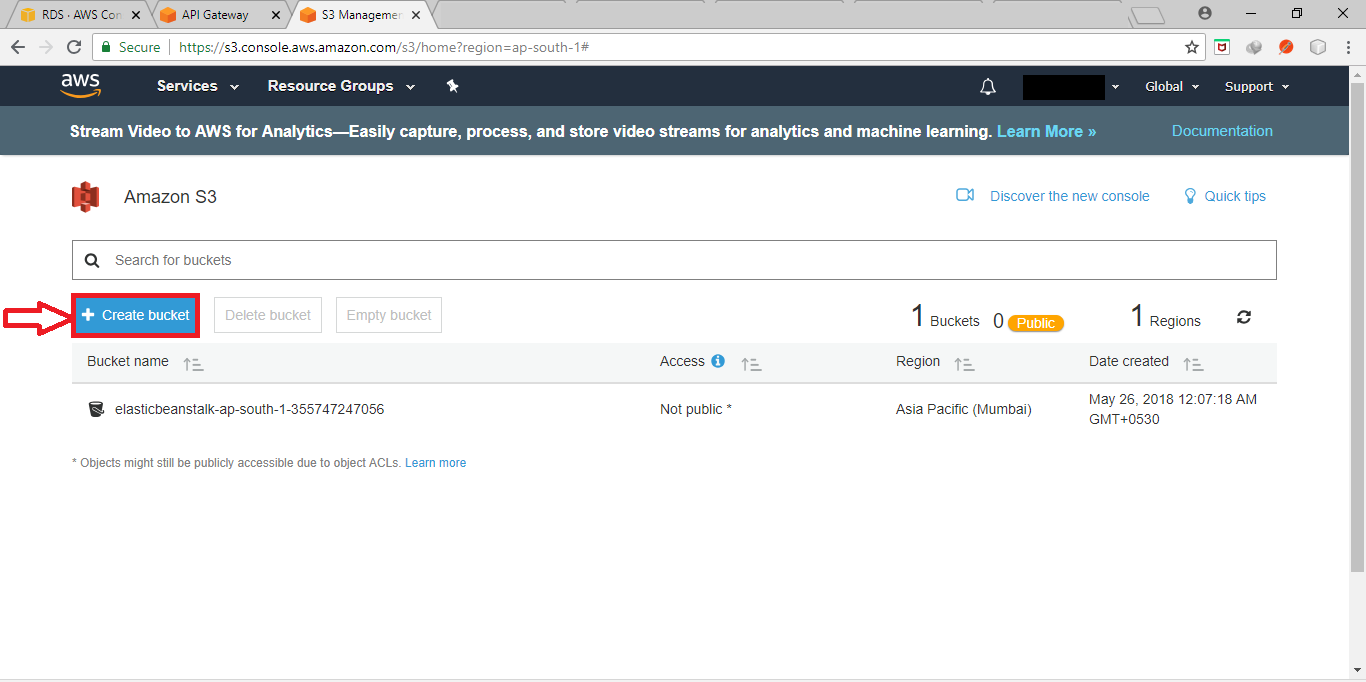 RDS · AWS Con
API Gateway
S3 Managemen
Secure
https://s3.console.aws.amazon.com/s3/home?region=ap-south-1#
aws
Services
Resource Groups
Global
Support
Stream Video to AWS for Analytics—Easily capture, process, and store video streams for analytics and machine learning. Learn More »
Documentation
Amazon S3
Discover the new console
Quick tips
Search for buckets
+ Create bucket
Delete bucket
Empty bucket
1 Buckets
0 Public
1 Regions
Bucket name
Access
Region
Date created
elasticbeanstalk-ap-south-1-355747247056
Not public *
Asia Pacific (Mumbai)
May 26, 2018 12:07:18 AM
GMT+0530
* Objects might still be publicly accessible due to object ACLs. Learn more